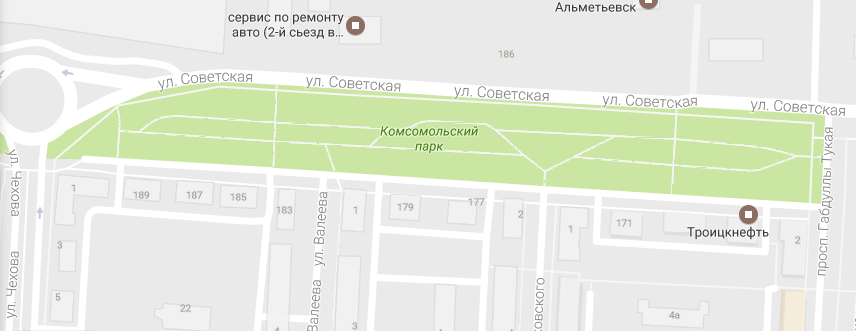 Альметьевск
сервис по ремонту
авто (2-й сьезд в...
186
ул. Советская
ул. Советская
ул. Советская
ул. Советская
ул. Советская
Комсомольский
парк
ул. Чехова
ул. Чехова
1
189
187
185
183
ул. Валеева
Валеева
1
179
177
2
1
171
Троицкнефть
2
просп. Габдуллы Тукая
3
5
22
3
1
ковского
4а